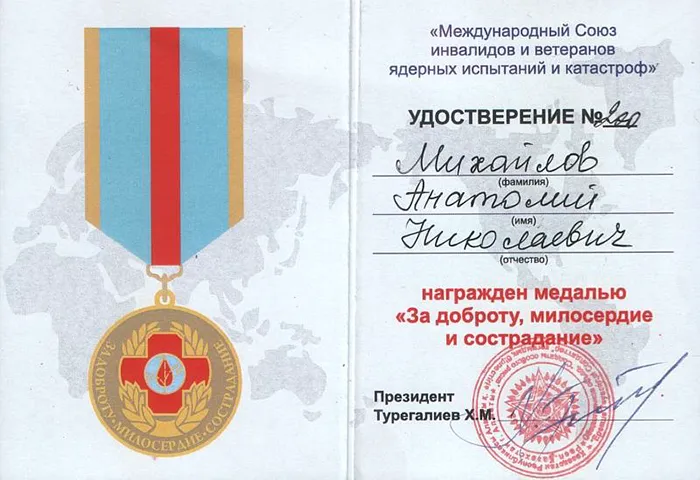 ЗА ДОБРОТУ • МИЛОСЕРДИЕ • СОСТРАДАНИЕ
«Международный Союз
инвалидов и ветеранов
ядерных испытаний и катастроф»
УДОСТВЕРЕНИЕ №
Михайлов
(фамилия)
Анатолий
(имя)
Николаевич
(отчество)
награжден медалью
«За доброту, милосердие
и сострадание»
Президент
Турегалиев Х.М.